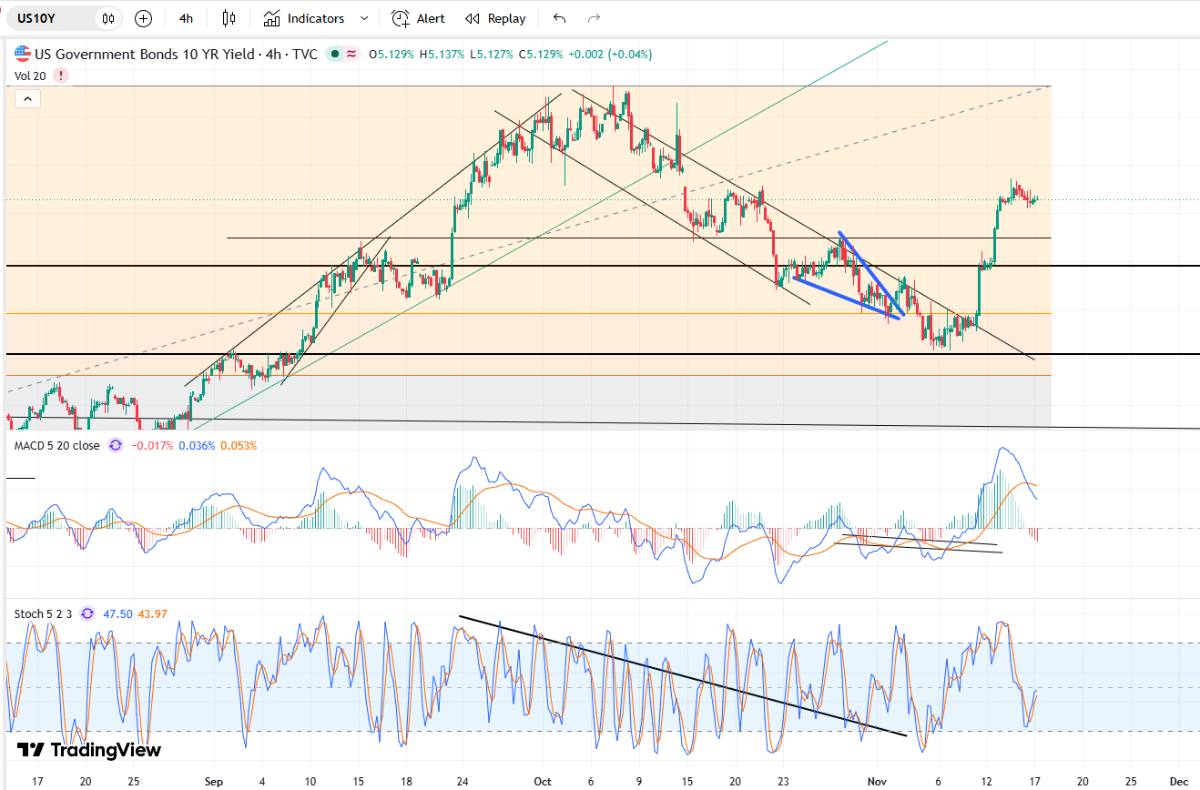 US10Y 4h Indicators Alert Replay
US Government Bonds 10 YR Yield · 4h · TVC O5.129% H5.137% L5.127% C5.129% +0.002 (+0.04%)
Vol 20 !
MACD 5 20 close −0.017% 0.036% 0.053%
Stoch 5 2 3 47.50 43.97
TradingView
17 20 25 Sep 4 10 15 18 24 Oct 6 9 15 20 23 Nov 6 12 17 20 25 Dec